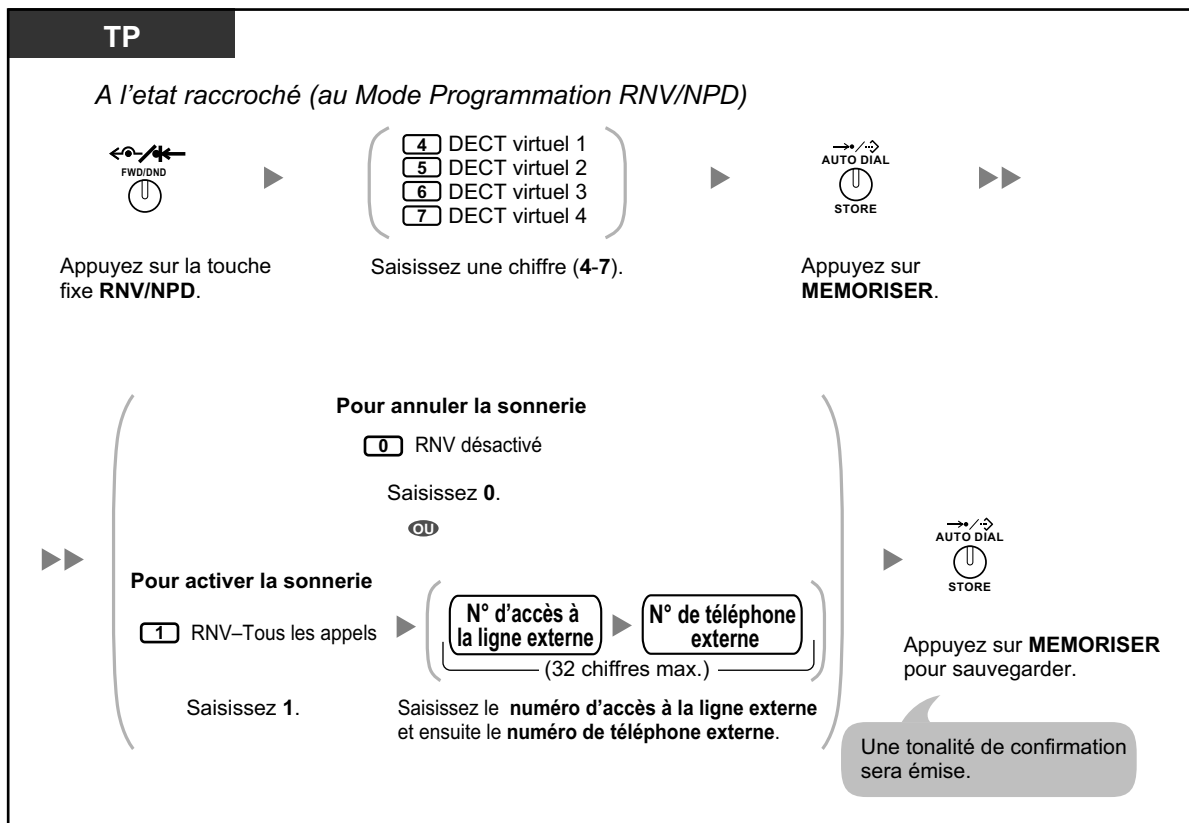 TP
A l'etat raccroché (au Mode Programmation RNV/NPD)
FWD/DND
4 DECT virtuel 1
5 DECT virtuel 2
6 DECT virtuel 3
7 DECT virtuel 4
AUTO DIAL
STORE
Appuyez sur la touche
fixe RNV/NPD.
Saisissez une chiffre (4-7).
Appuyez sur
MEMORISER.
Pour annuler la sonnerie
0 RNV désactivé
Saisissez 0.
OU
Pour activer la sonnerie
1 RNV–Tous les appels
Saisissez 1.
N° d'accès à
la ligne externe
N° de téléphone
externe
(32 chiffres max.)
Saisissez le numéro d'accès à la ligne externe
et ensuite le numéro de téléphone externe.
AUTO DIAL
STORE
Appuyez sur MEMORISER
pour sauvegarder.
Une tonalité de confirmation
sera émise.